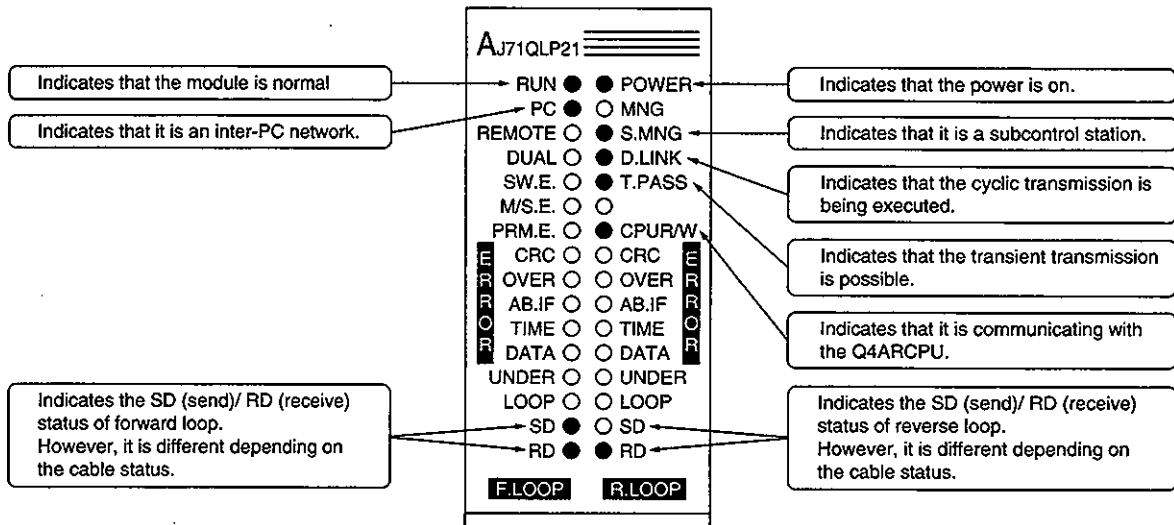 AJ71QLP21
Indicates that the module is normal
RUN POWER
Indicates that the power is on.
Indicates that it is an inter-PC network.
PC MNG
REMOTE S.MNG
Indicates that it is a subcontrol station.
DUAL D.LINK
Indicates that the cyclic transmission is
being executed.
SW.E. T.PASS
M/S.E.
PRM.E. CPUR/W
Indicates that the transient transmission
is possible.
ERROR
CRC CRC
ERROR
OVER OVER
AB.IF AB.IF
TIME TIME
DATA DATA
Indicates that it is communicating with
the Q4ARCPU.
UNDER UNDER
LOOP LOOP
SD SD
RD RD
Indicates the SD (send)/ RD (receive)
status of forward loop.
However, it is different depending on
the cable status.
Indicates the SD (send)/ RD (receive)
status of reverse loop.
However, it is different depending on
the cable status.
F.LOOP R.LOOP